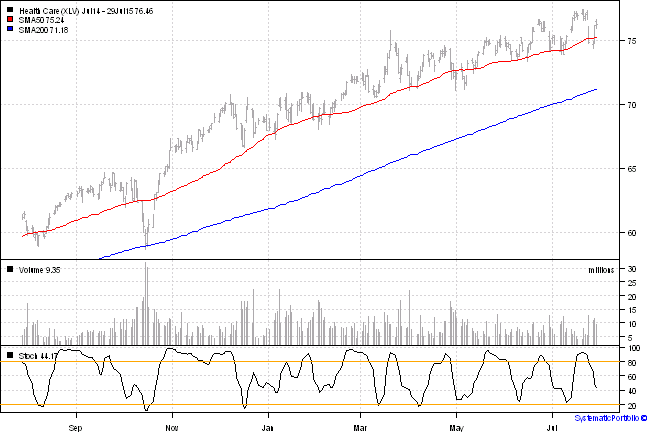 Health Care (XLV) Jul14 - 29Jul15 76.46
SMA50 75.24
SMA200 71.18
75
70
65
60
Volume 9.35
millions
30
25
20
15
10
5
Stoch 44.17
100
80
60
40
20
Sep Nov Jan Mar May Jul
SystematicPortfolio ©